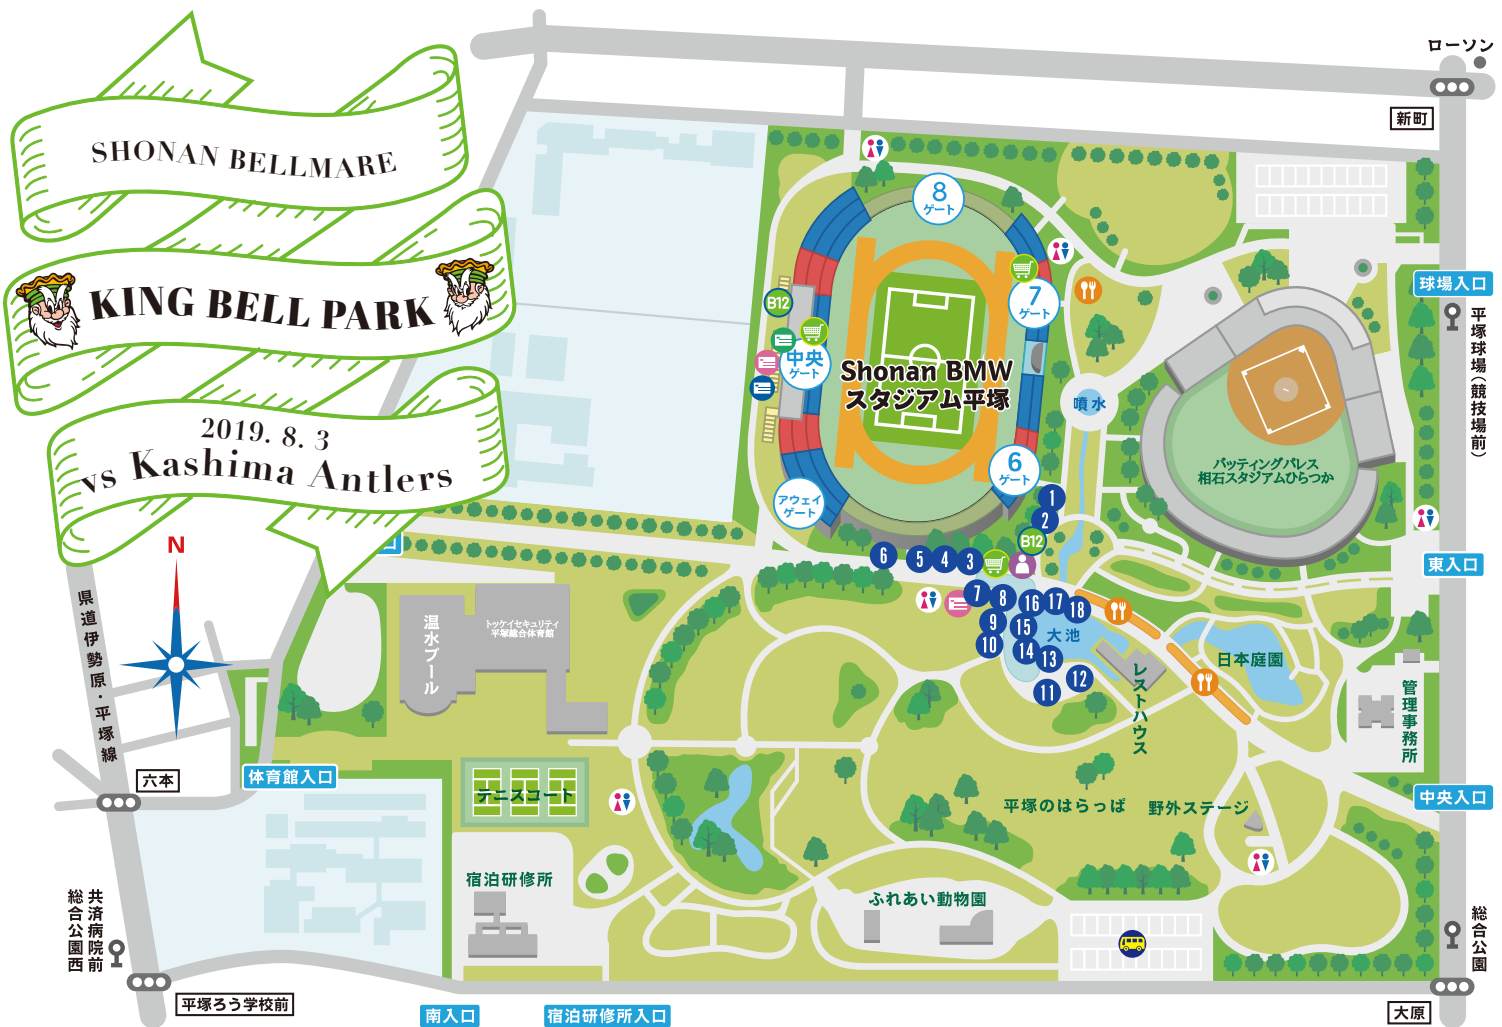 SHONAN BELLMARE
KING BELL PARK
2019. 8. 3
vs Kashima Antlers
N
ローソン
新町
球場入口
平塚球場(競技場前)
東入口
中央入口
総合公園
大原
8
ゲート
7
ゲート
B12
中央
ゲート
Shonan BMW
スタジアム平塚
6
ゲート
アウェイ
ゲート
噴水
バッティングパレス
相石スタジアムひらつか
1
2
B12
6
5
4
3
7
8
16
17
18
9
15
大池
10
14
13
12
11
日本庭園
レストハウス
管理事務所
温水プール
トッケイセキュリティ
平塚総合体育館
県道伊勢原・平塚線
六本
体育館入口
テニスコート
平塚のはらっぱ
野外ステージ
宿泊研修所
ふれあい動物園
共済病院前
総合公園西
平塚ろう学校前
南入口
宿泊研修所入口